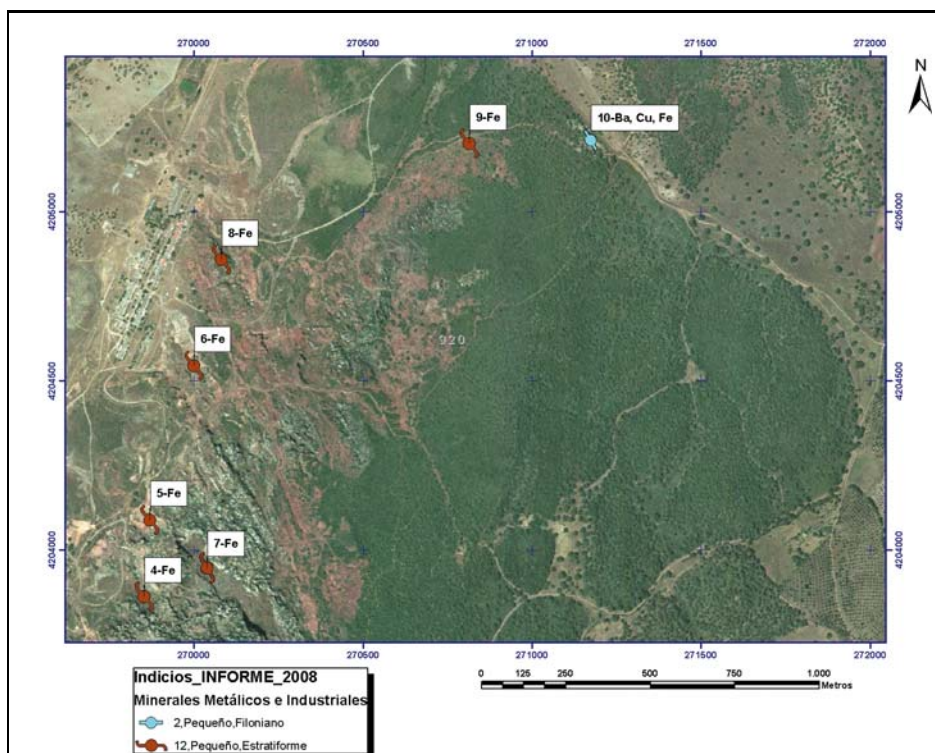 270000 270500 271000 271500 272000
N
9-Fe
10-Ba, Cu, Fe
4205000
4205000
8-Fe
920
6-Fe
4204500
4204500
5-Fe
7-Fe
4204000
4204000
4-Fe
270000 270500 271000 271500 272000
Indicios_INFORME_2008
Minerales Metálicos e Industriales
2,Pequeño,Filoniano
12,Pequeño,Estratiforme
0 125 250 500 750 1.000
Metros